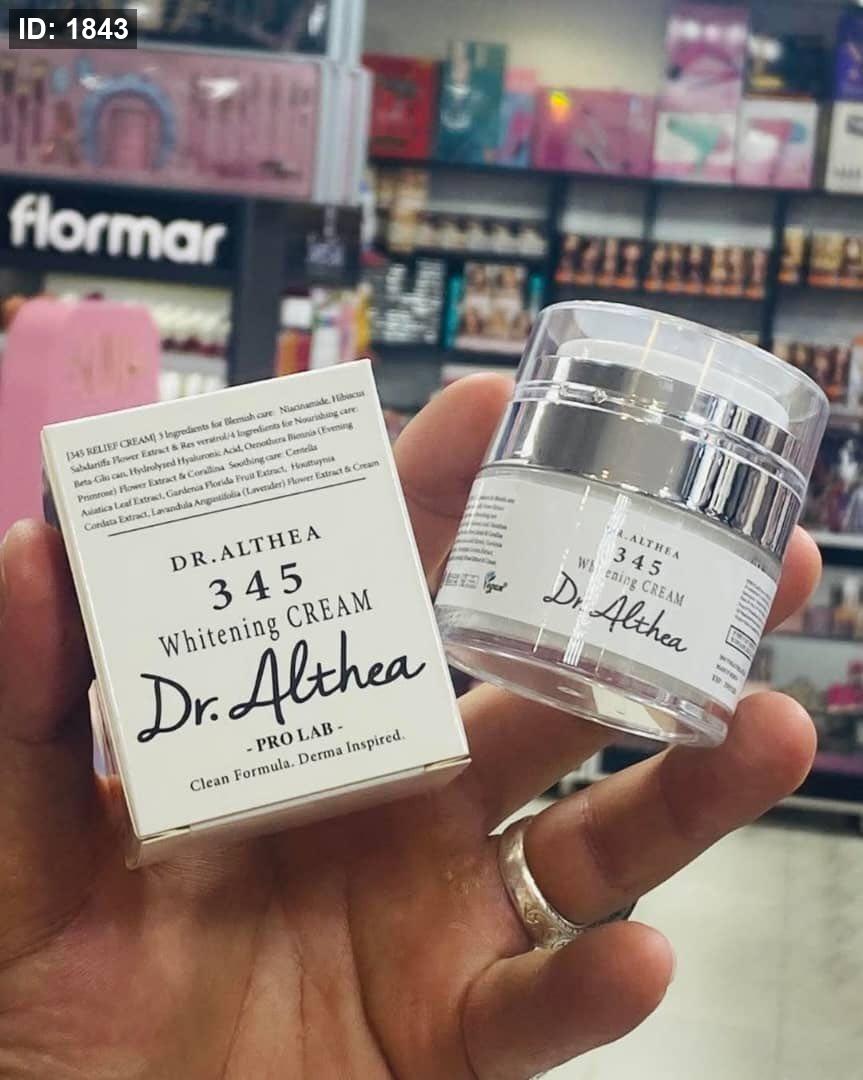 ID: 1843
flormar
[345 RELIEF CREAM] 3 Ingredients for Blemish care: Niacinamide, Hibiscus
Sabdariffa Flower Extract & Res veratrol/4 Ingredients for Nourishing care:
Beta-Glu can, Hydrolyzed Hyaluronic Acid, Oenothera Biennis (Evening
Primrose) Flower Extract & Corallina Soothing care: Centella
Asiatica Leaf Extract, Gardenia Florida Fruit Extract, Houttuynia
Cordata Extract, Lavandula Angustifolia (Lavender) Flower Extract & Cream
DR.ALTHEA
345
Whitening CREAM
Dr.Althea
- PRO LAB -
Clean Formula. Derma Inspired.
DR.ALTHEA
345
Whitening CREAM
Dr.Althea
Vegan